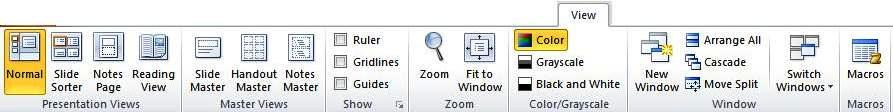 View
Normal
Slide
Sorter
Notes
Page
Reading
View
Presentation Views
Slide
Master
Handout
Master
Notes
Master
Master Views
Ruler
Gridlines
Guides
Show
Zoom
Fit to
Window
Zoom
Color
Grayscale
Black and White
Color/Grayscale
New
Window
Arrange All
Cascade
Move Split
Switch
Windows
Window
Macros
Macros